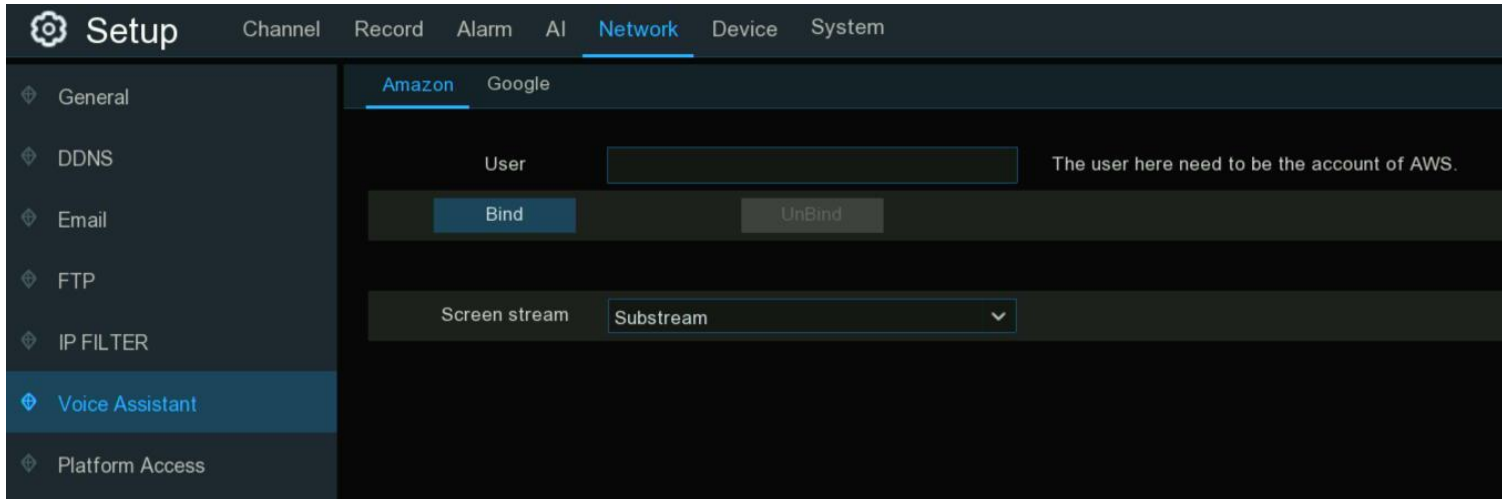 Setup Channel Record Alarm AI Network Device System
Amazon Google
General
DDNS
Email
FTP
IP FILTER
Voice Assistant
Platform Access
User The user here need to be the account of AWS.
Bind UnBind
Screen stream Substream